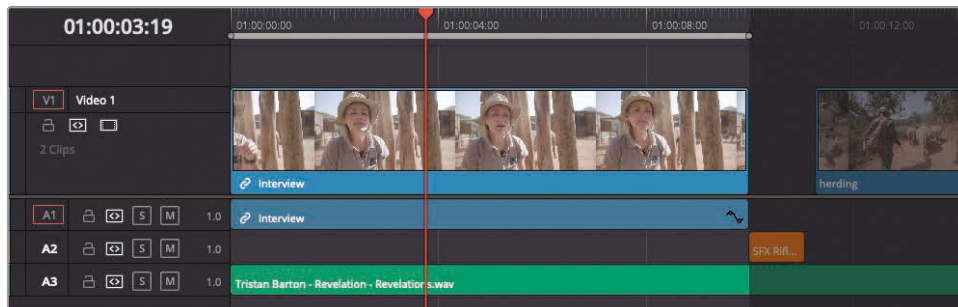 01:00:03:19
01:00:00:00 01:00:04:00 01:00:08:00 01:00:12:00
V1 Video 1
2 Clips
Interview herding
A1 S M 1.0 Interview
A2 S M 1.0 SFX Rifl...
A3 S M 1.0 Tristan Barton - Revelation - Revelations.wav